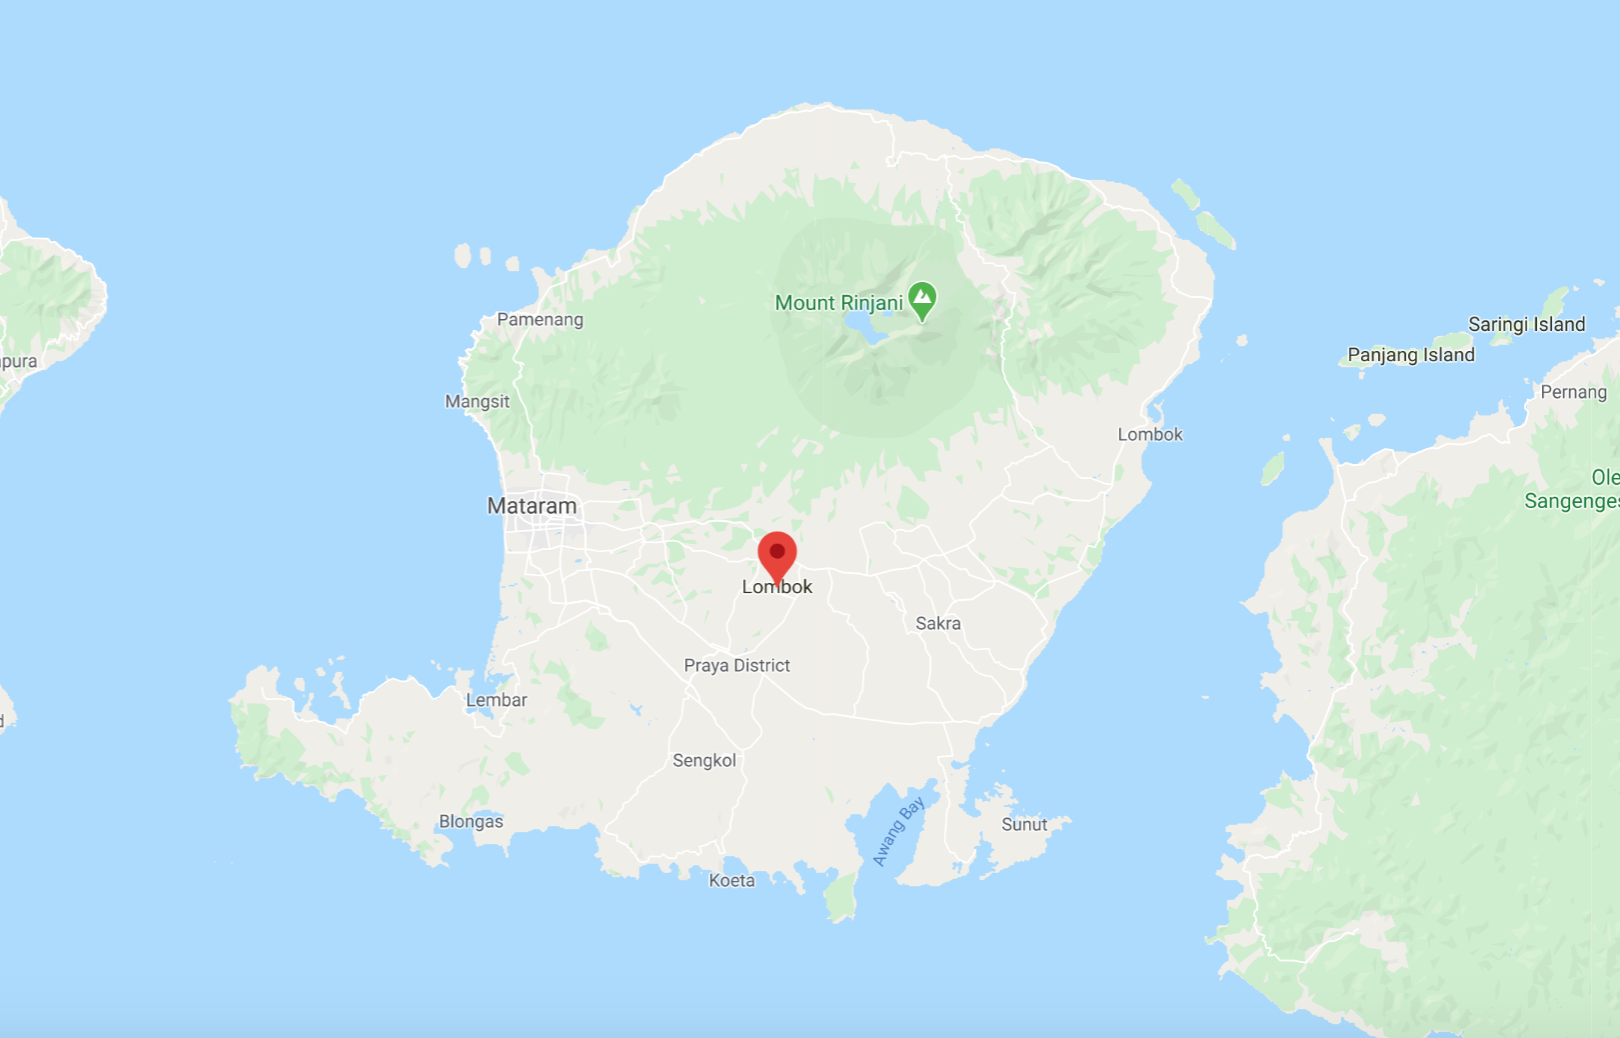 Mount Rinjani
Saringi Island
Pamenang
Panjang Island
apura
Pernang
Mangsit
Lombok
Ole
Sangenges
Mataram
Lombok
Sakra
Praya District
Lembar
d
Sengkol
Blongas
Awang Bay
Sunut
Koeta